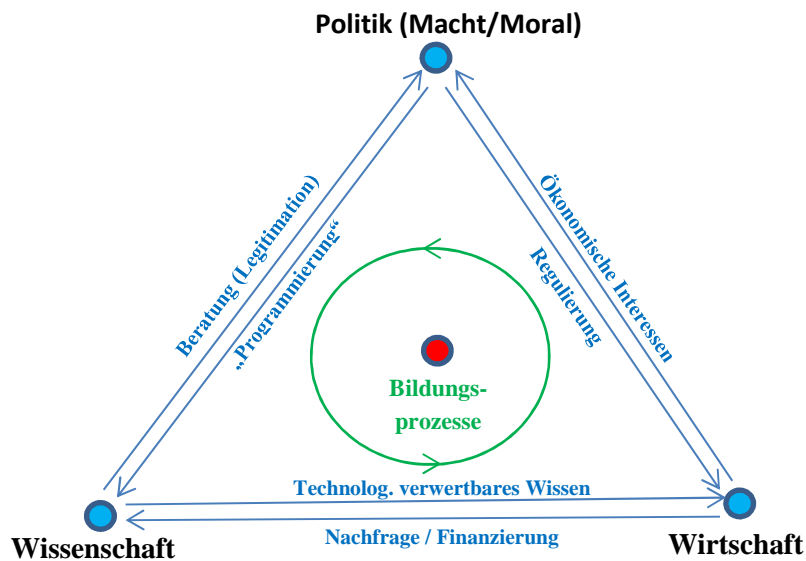 Politik (Macht/Moral)
Beratung (Legitimation)
„Programmierung“
Ökonomische Interessen
Regulierung
Bildungs-
prozesse
Technolog. verwertbares Wissen
Nachfrage / Finanzierung
Wissenschaft
Wirtschaft